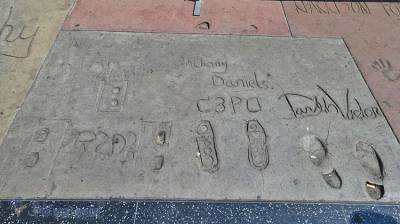 Anthony
Daniels
C3PO
Darth Vader
R2D2